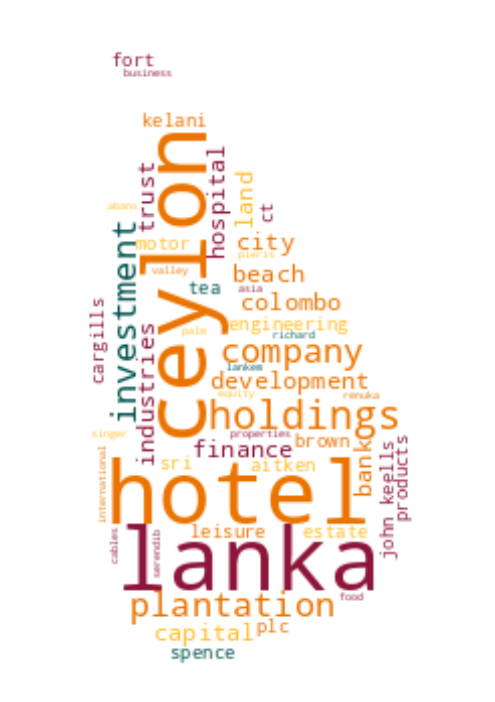 fort
business
kelani
ceylon
trust
hospital
land
ct
abans
investment
motor
city
pieris
valley
beach
tea
asia
cargills
colombo
industries
palm
engineering
richard
company
lankem
development
equity
renuka
holdings
singer
properties
brown
finance
bank
products
john keells
sri
aitken
international
hotel
cables
serendib
leisure
estate
lanka
food
plantation
capital
plc
spence